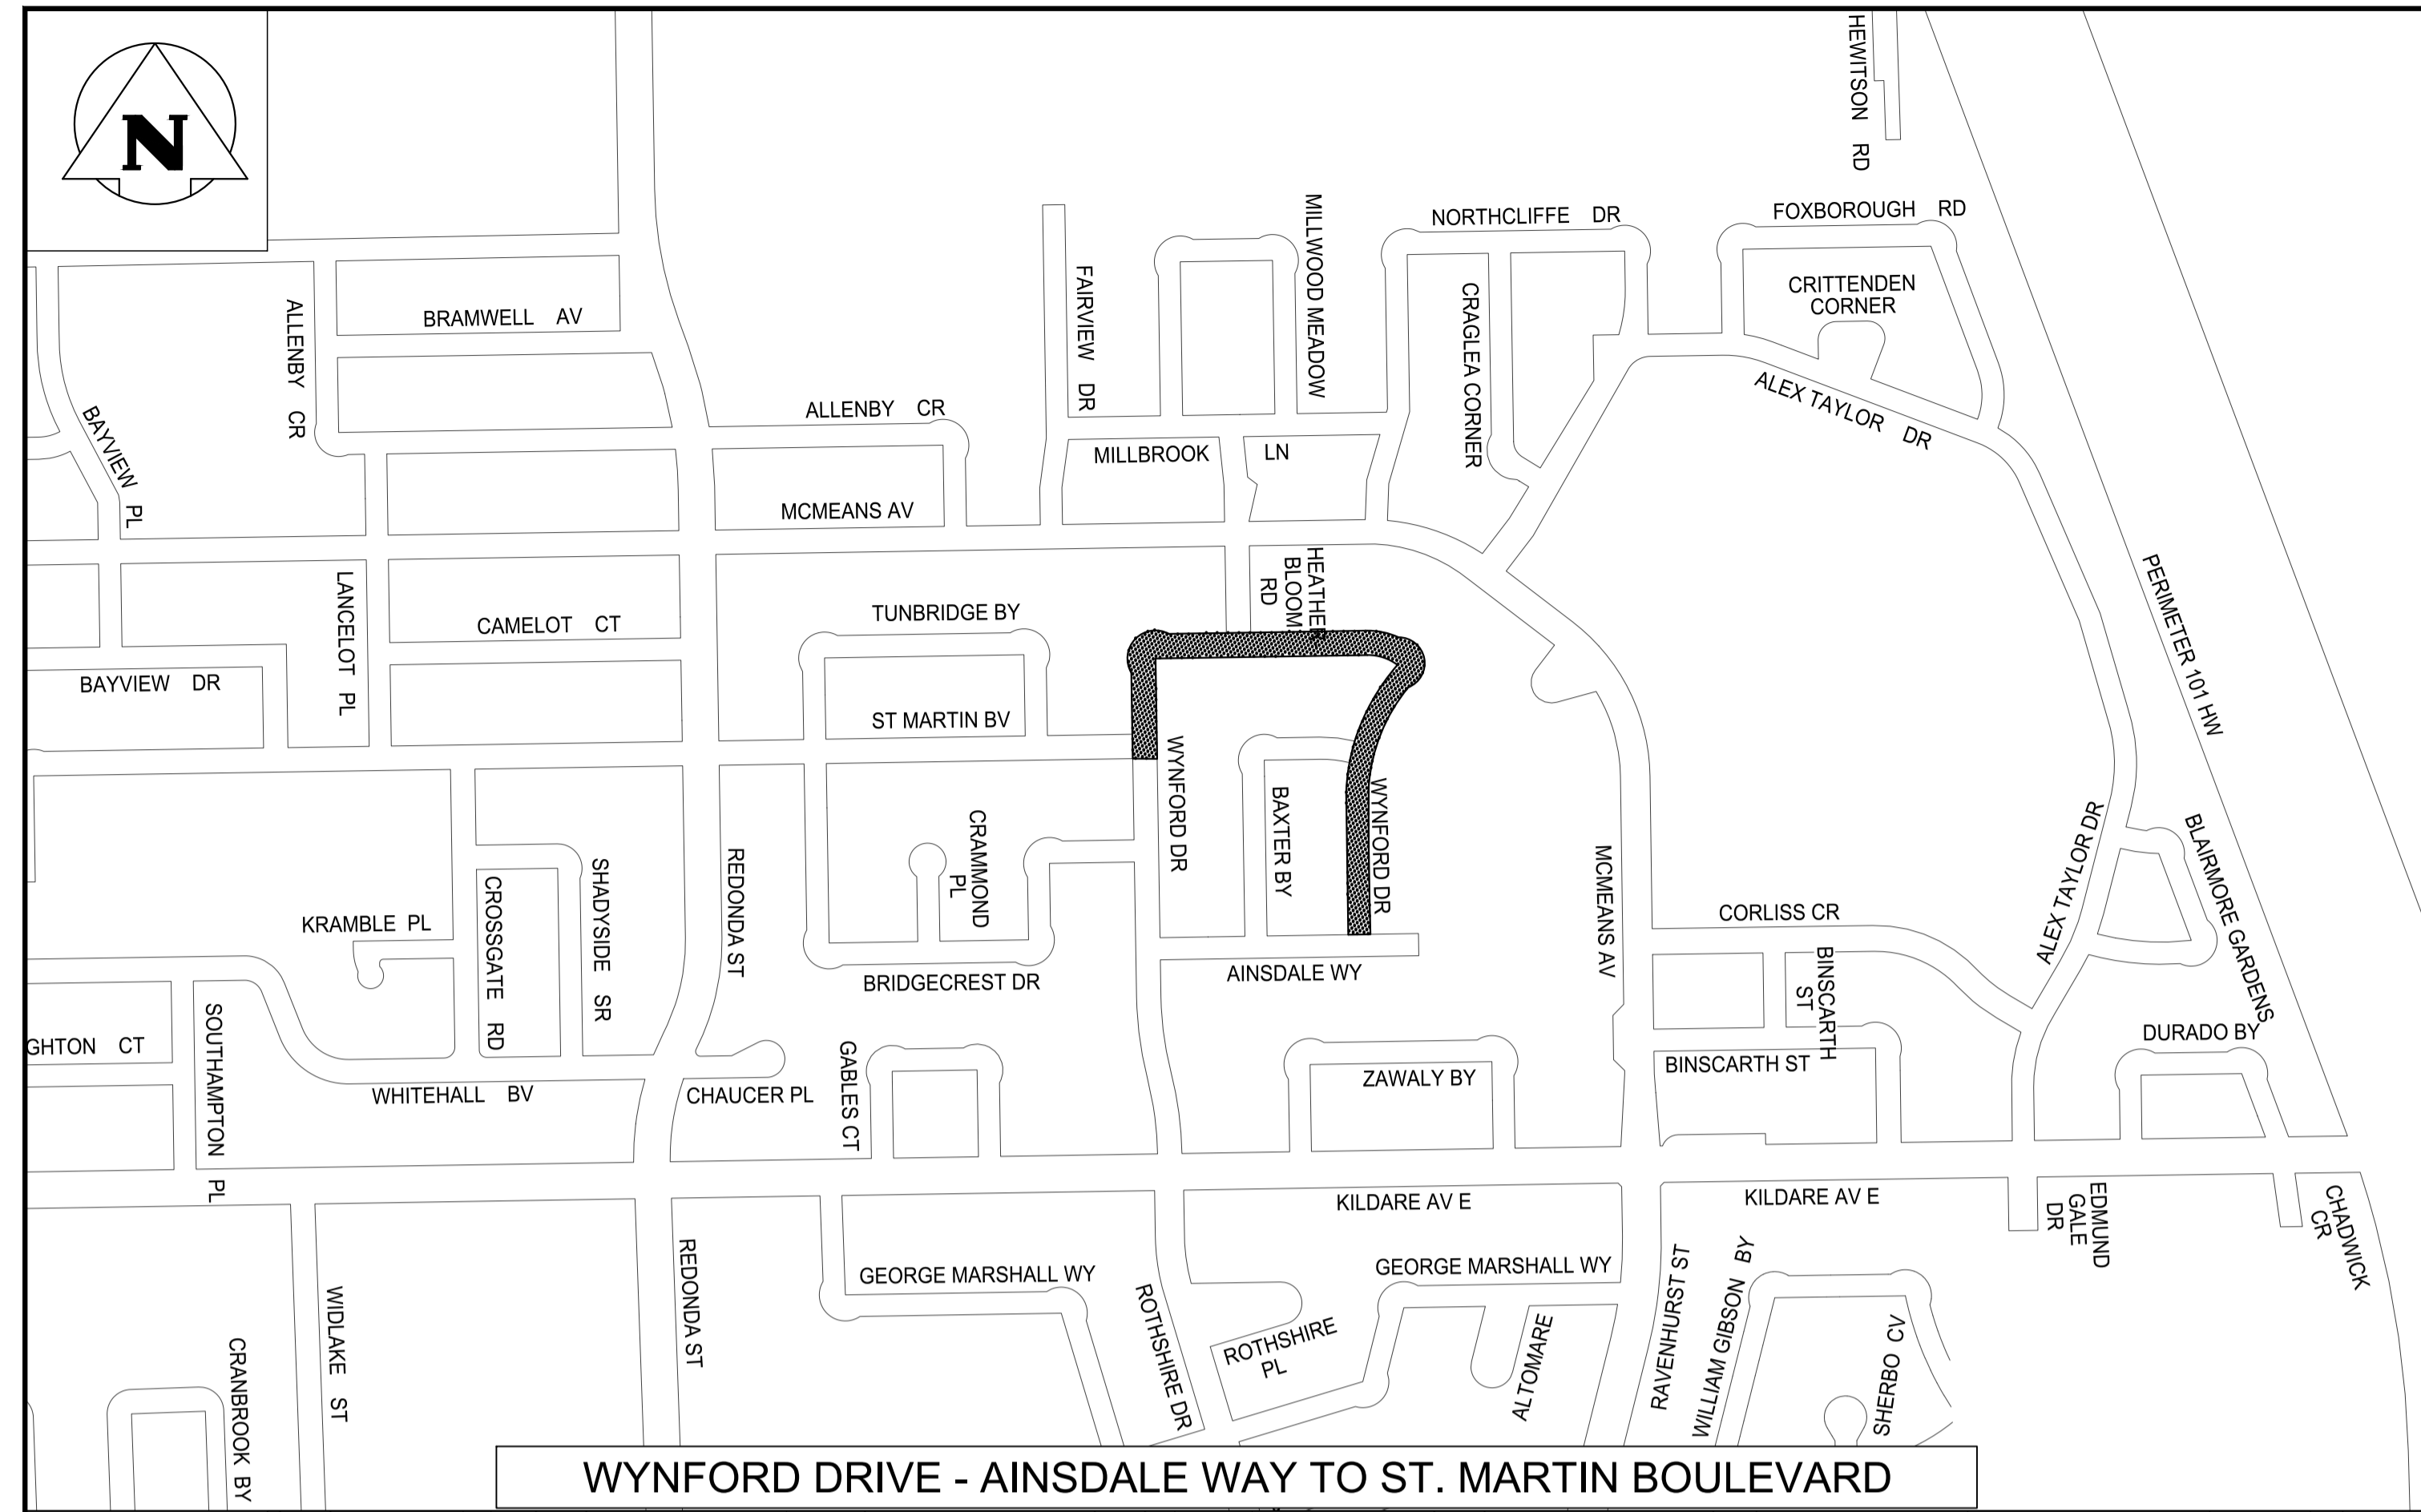 N
HEWITSON RD
MILLWOOD MEADOW
NORTHCLIFFE DR
FOXBOROUGH RD
FAIRVIEW DR
CRITTENDEN
CORNER
CRAGLEA CORNER
ALLENBY CR
BRAMWELL AV
ALLENBY CR
ALEX TAYLOR DR
BAYVIEW PL
MILLBROOK LN
MCMEANS AV
HEATHER
BLOOM
RD
PERIMETER 101 HW
LANCELOT PL
CAMELOT CT
TUNBRIDGE BY
BAYVIEW DR
ST MARTIN BV
WYNFORD DR
WYNFORD DR
BAXTER BY
CRAMMOND
PL
MCMEANS AV
ALEX TAYLOR DR
BLAIRMORE GARDENS
REDONDA ST
SHADYSIDE SR
CROSSGATE RD
KRAMBLE PL
CORLISS CR
BINSCARTH
ST
BRIDGECREST DR
AINSDALE WY
SOUTHAMPTON PL
GHTON CT
DURADO BY
GABLES CT
ZAWALY BY
BINSCARTH ST
WHITEHALL BV
CHAUCER PL
KILDARE AV E
KILDARE AV E
EDMUND
GALE
DR
CHADWICK
CR
REDONDA ST
GEORGE MARSHALL WY
GEORGE MARSHALL WY
RAVENHURST ST
WILLIAM GIBSON BY
WIDLAKE ST
ROTHSHIRE DR
ROTHSHIRE
PL
ALTOMARE
SHERBO CV
CRANBROOK BY
WYNFORD DRIVE - AINSDALE WAY TO ST. MARTIN BOULEVARD